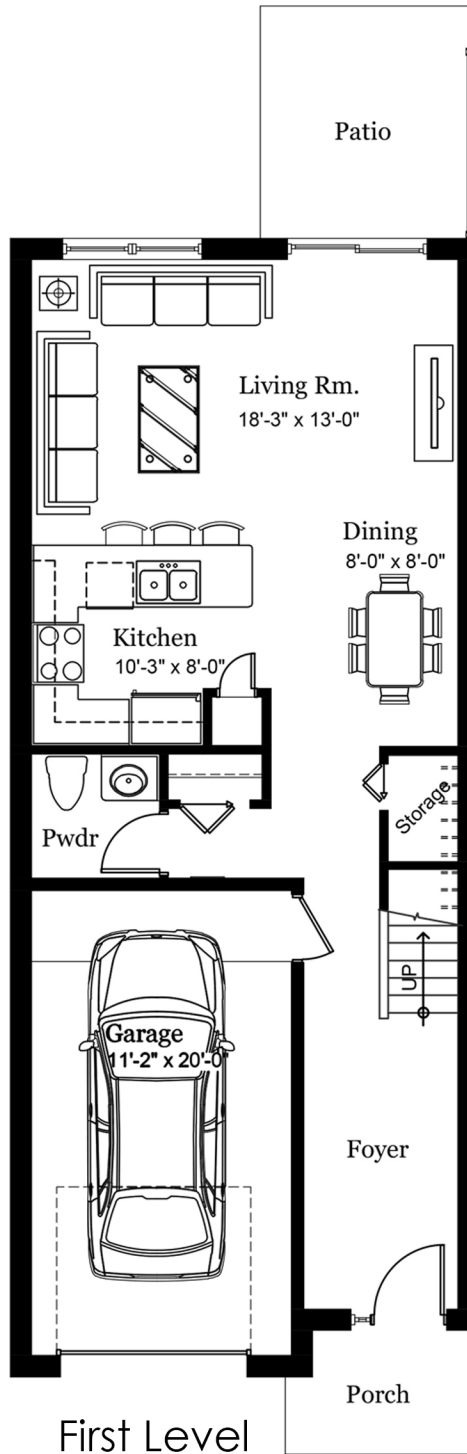 Patio
Living Rm.
18'-3" x 13'-0"
Dining
8'-0" x 8'-0"
Kitchen
10'-3" x 8'-0"
Storage
Pwdr
UP
Garage
11'-2" x 20'-0"
Foyer
Porch
First Level